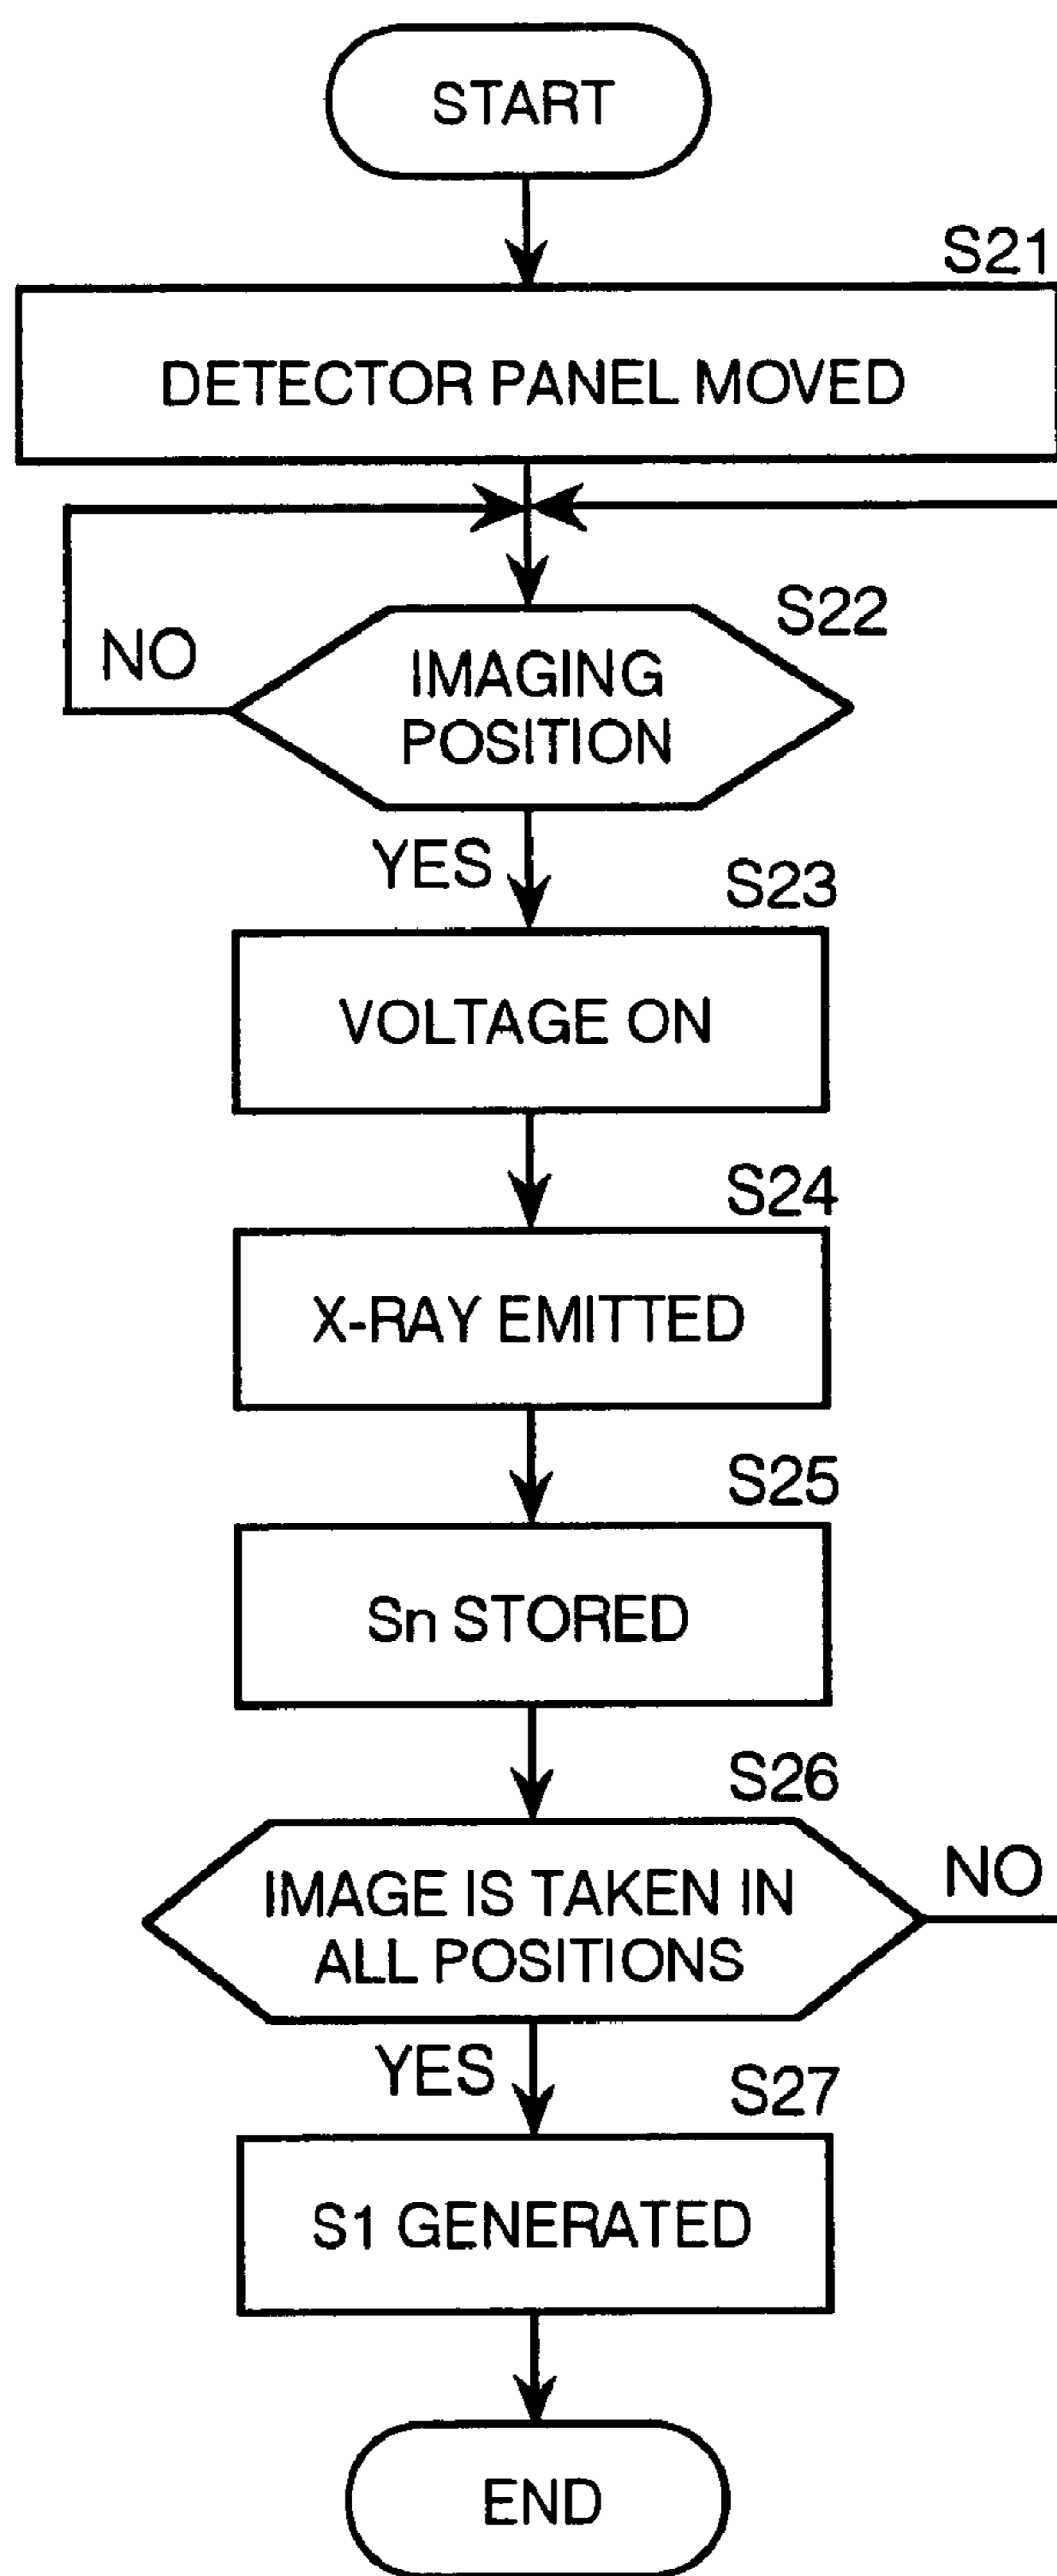 START
S21
DETECTOR PANEL MOVED
S22
NO
IMAGING
POSITION
YES
S23
VOLTAGE ON
S24
X-RAY EMITTED
S25
Sn STORED
S26
IMAGE IS TAKEN IN
ALL POSITIONS
NO
YES
S27
S1 GENERATED
END